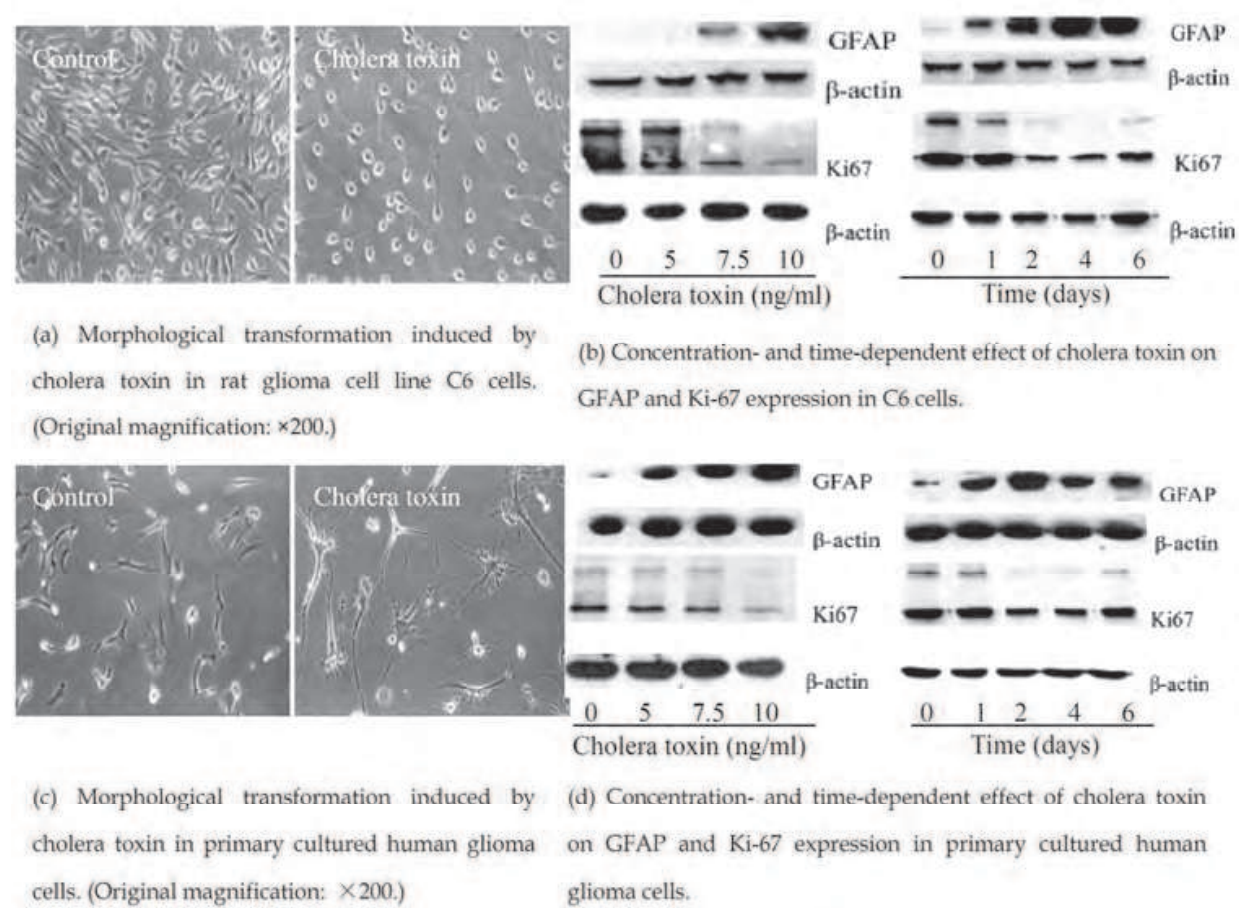 Control
Cholera toxin
GFAP
β-actin
Ki67
β-actin
0 5 7.5 10
Cholera toxin (ng/ml)
GFAP
β-actin
Ki67
β-actin
0 1 2 4 6
Time (days)
(a) Morphological transformation induced by
cholera toxin in rat glioma cell line C6 cells.
(Original magnification: ×200.)
(b) Concentration- and time-dependent effect of cholera toxin on
GFAP and Ki-67 expression in C6 cells.
Control
Cholera toxin
GFAP
β-actin
Ki67
β-actin
0 5 7.5 10
Cholera toxin (ng/ml)
GFAP
β-actin
Ki67
β-actin
0 1 2 4 6
Time (days)
(c) Morphological transformation induced by
cholera toxin in primary cultured human glioma
cells. (Original magnification: ×200.)
(d) Concentration- and time-dependent effect of cholera toxin
on GFAP and Ki-67 expression in primary cultured human
glioma cells.